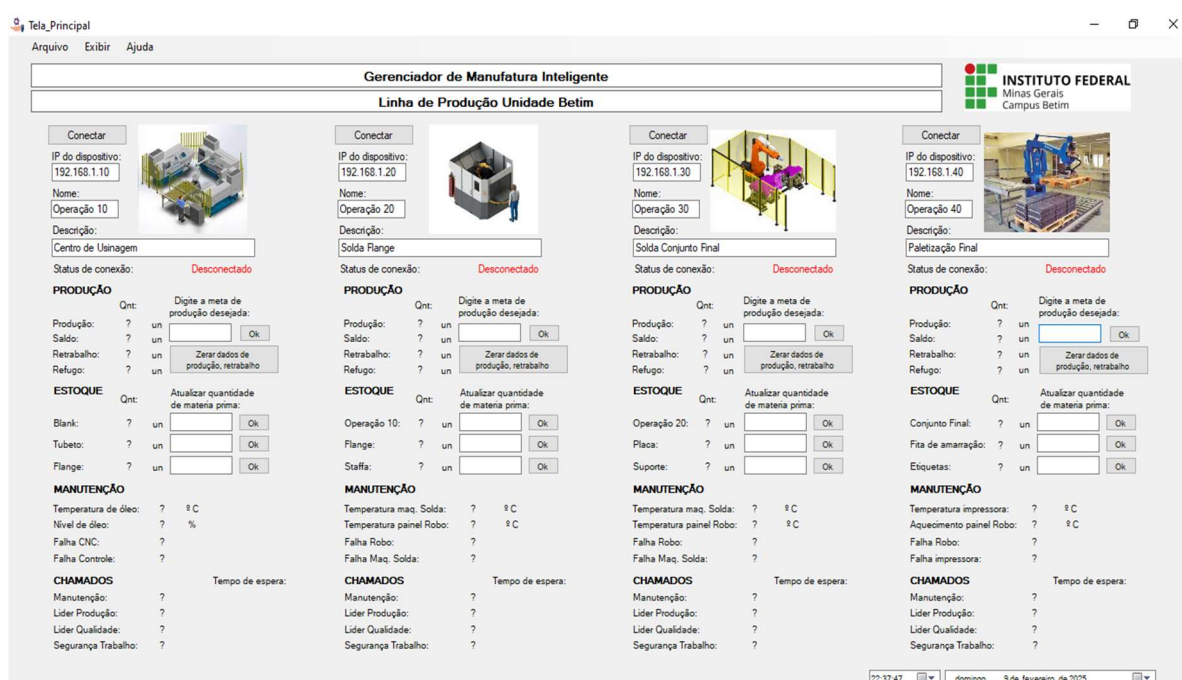 Tela_Principal
Arquivo Exibir Ajuda
Gerenciador de Manufatura Inteligente
Linha de Produção Unidade Betim
INSTITUTO FEDERAL
Minas Gerais
Campus Betim
Conectar
IP do dispositivo:
192.168.1.10
Nome:
Operação 10
Descrição:
Centro de Usinagem
Status de conexão: Desconectado
PRODUÇÃO
Qnt: Digite a meta de
produção desejada:
Produção: ? un
Ok
Saldo: ? un
Retrabalho: ? un
Zerar dados de
produção, retrabalho
Refugo: ? un
ESTOQUE
Qnt: Atualizar quantidade
de materia prima:
Blank: ? un Ok
Tubeto: ? un Ok
Flange: ? un Ok
MANUTENÇÃO
Temperatura de óleo: ? º C
Nível de óleo: ? %
Falha CNC: ?
Falha Controle: ?
CHAMADOS Tempo de espera:
Manutenção: ?
Lider Produção: ?
Lider Qualidade: ?
Segurança Trabalho: ?
Conectar
IP do dispositivo:
192.168.1.20
Nome:
Operação 20
Descrição:
Solda Flange
Status de conexão: Desconectado
PRODUÇÃO
Qnt: Digite a meta de
produção desejada:
Produção: ? un
Ok
Saldo: ? un
Retrabalho: ? un
Zerar dados de
produção, retrabalho
Refugo: ? un
ESTOQUE
Qnt: Atualizar quantidade
de materia prima:
Operação 10: ? un Ok
Flange: ? un Ok
Staffa: ? un Ok
MANUTENÇÃO
Temperatura maq. Solda: ? º C
Temperatura painel Robo: ? º C
Falha Robo: ?
Falha Maq. Solda: ?
CHAMADOS Tempo de espera:
Manutenção: ?
Lider Produção: ?
Lider Qualidade: ?
Segurança Trabalho: ?
Conectar
IP do dispositivo:
192.168.1.30
Nome:
Operação 30
Descrição:
Solda Conjunto Final
Status de conexão: Desconectado
PRODUÇÃO
Qnt: Digite a meta de
produção desejada:
Produção: ? un
Ok
Saldo: ? un
Retrabalho: ? un
Zerar dados de
produção, retrabalho
Refugo: ? un
ESTOQUE
Qnt: Atualizar quantidade
de materia prima:
Operação 20: ? un Ok
Placa: ? un Ok
Suporte: ? un Ok
MANUTENÇÃO
Temperatura maq. Solda: ? º C
Temperatura painel Robo: ? º C
Falha Robo: ?
Falha Maq. Solda: ?
CHAMADOS Tempo de espera:
Manutenção: ?
Lider Produção: ?
Lider Qualidade: ?
Segurança Trabalho: ?
Conectar
IP do dispositivo:
192.168.1.40
Nome:
Operação 40
Descrição:
Paletização Final
Status de conexão: Desconectado
PRODUÇÃO
Qnt: Digite a meta de
produção desejada:
Produção: ? un
Ok
Saldo: ? un
Retrabalho: ? un
Zerar dados de
produção, retrabalho
Refugo: ? un
ESTOQUE
Qnt: Atualizar quantidade
de materia prima:
Conjunto Final: ? un Ok
Fita de amarração: ? un Ok
Etiquetas: ? un Ok
MANUTENÇÃO
Temperatura impressora: ? º C
Aquecimento painel Robo: ? º C
Falha Robo: ?
Falha impressora: ?
CHAMADOS Tempo de espera:
Manutenção: ?
Lider Produção: ?
Lider Qualidade: ?
Segurança Trabalho: ?
22:37:47 domingo , 9 de fevereiro de 2025